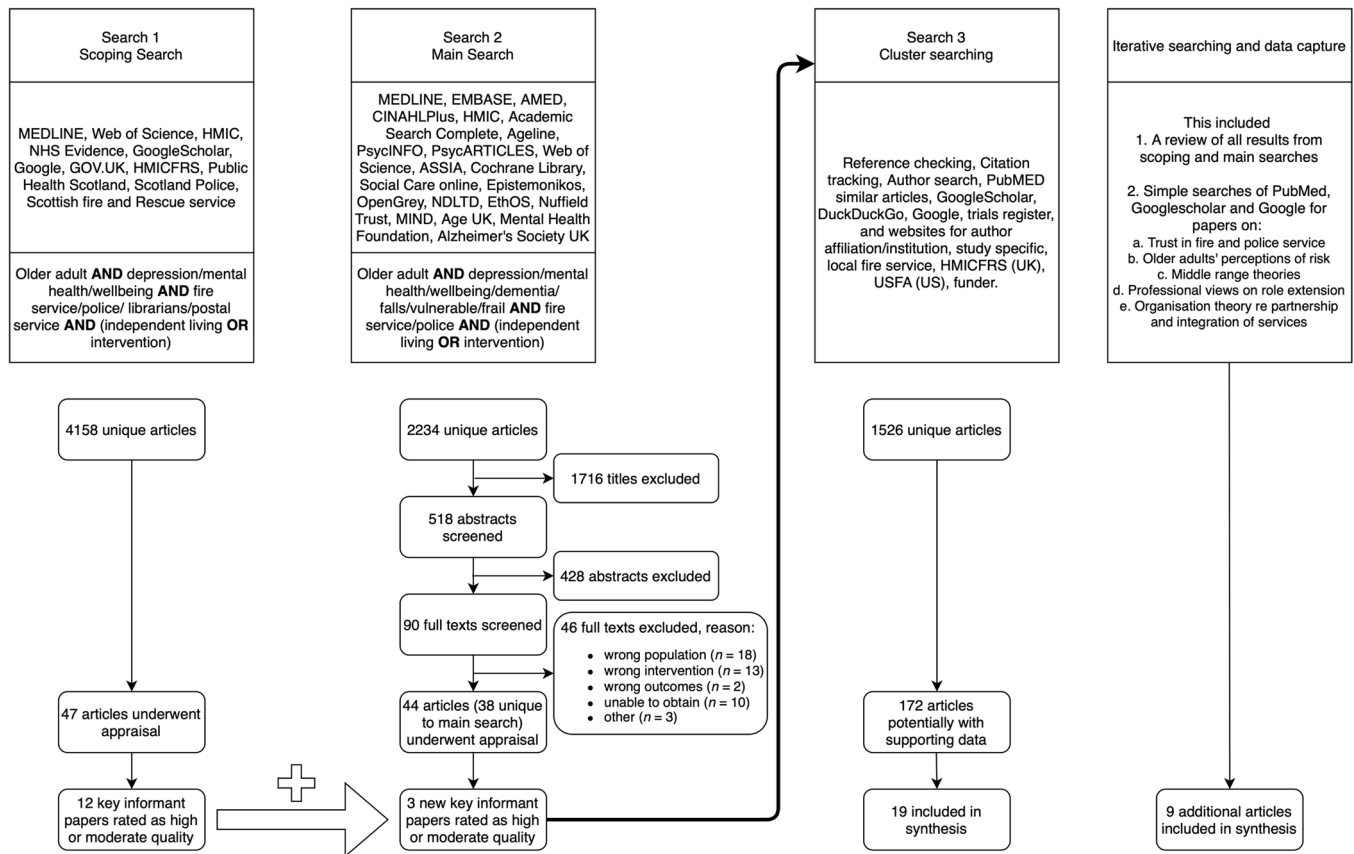 Search 1
Scoping Search
MEDLINE, Web of Science, HMIC,
NHS Evidence, GoogleScholar,
Google, GOV.UK, HMICFRS, Public
Health Scotland, Scotland Police,
Scottish fire and Rescue service
Older adult AND depression/mental
health/wellbeing AND fire
service/police/ librarians/postal
service AND (independent living OR
intervention)
4158 unique articles
47 articles underwent
appraisal
12 key informant
papers rated as high
or moderate quality
Search 2
Main Search
MEDLINE, EMBASE, AMED,
CINAHLPlus, HMIC, Academic
Search Complete, Ageline,
PsycINFO, PsycARTICLES, Web of
Science, ASSIA, Cochrane Library,
Social Care online, Epistemonikos,
OpenGrey, NDLTD, EthOS, Nuffield
Trust, MIND, Age UK, Mental Health
Foundation, Alzheimer's Society UK
Older adult AND depression/mental
health/wellbeing/dementia/
falls/vulnerable/frail AND fire
service/police AND (independent
living OR intervention)
2234 unique articles
1716 titles excluded
518 abstracts
screened
428 abstracts excluded
90 full texts screened
46 full texts excluded, reason:
• wrong population (n = 18)
• wrong intervention (n = 13)
• wrong outcomes (n = 2)
• unable to obtain (n = 10)
• other (n = 3)
44 articles (38 unique
to main search)
underwent appraisal
3 new key informant
papers rated as high
or moderate quality
Search 3
Cluster searching
Reference checking, Citation
tracking, Author search, PubMED
similar articles, GoogleScholar,
DuckDuckGo, Google, trials register,
and websites for author
affiliation/institution, study specific,
local fire service, HMICFRS (UK),
USFA (US), funder.
1526 unique articles
172 articles
potentially with
supporting data
19 included in
synthesis
Iterative searching and data capture
This included
1. A review of all results from
scoping and main searches
2. Simple searches of PubMed,
Googlescholar and Google for
papers on:
a. Trust in fire and police service
b. Older adults' perceptions of risk
c. Middle range theories
d. Professional views on role extension
e. Organisation theory re partnership
and integration of services
9 additional articles
included in synthesis